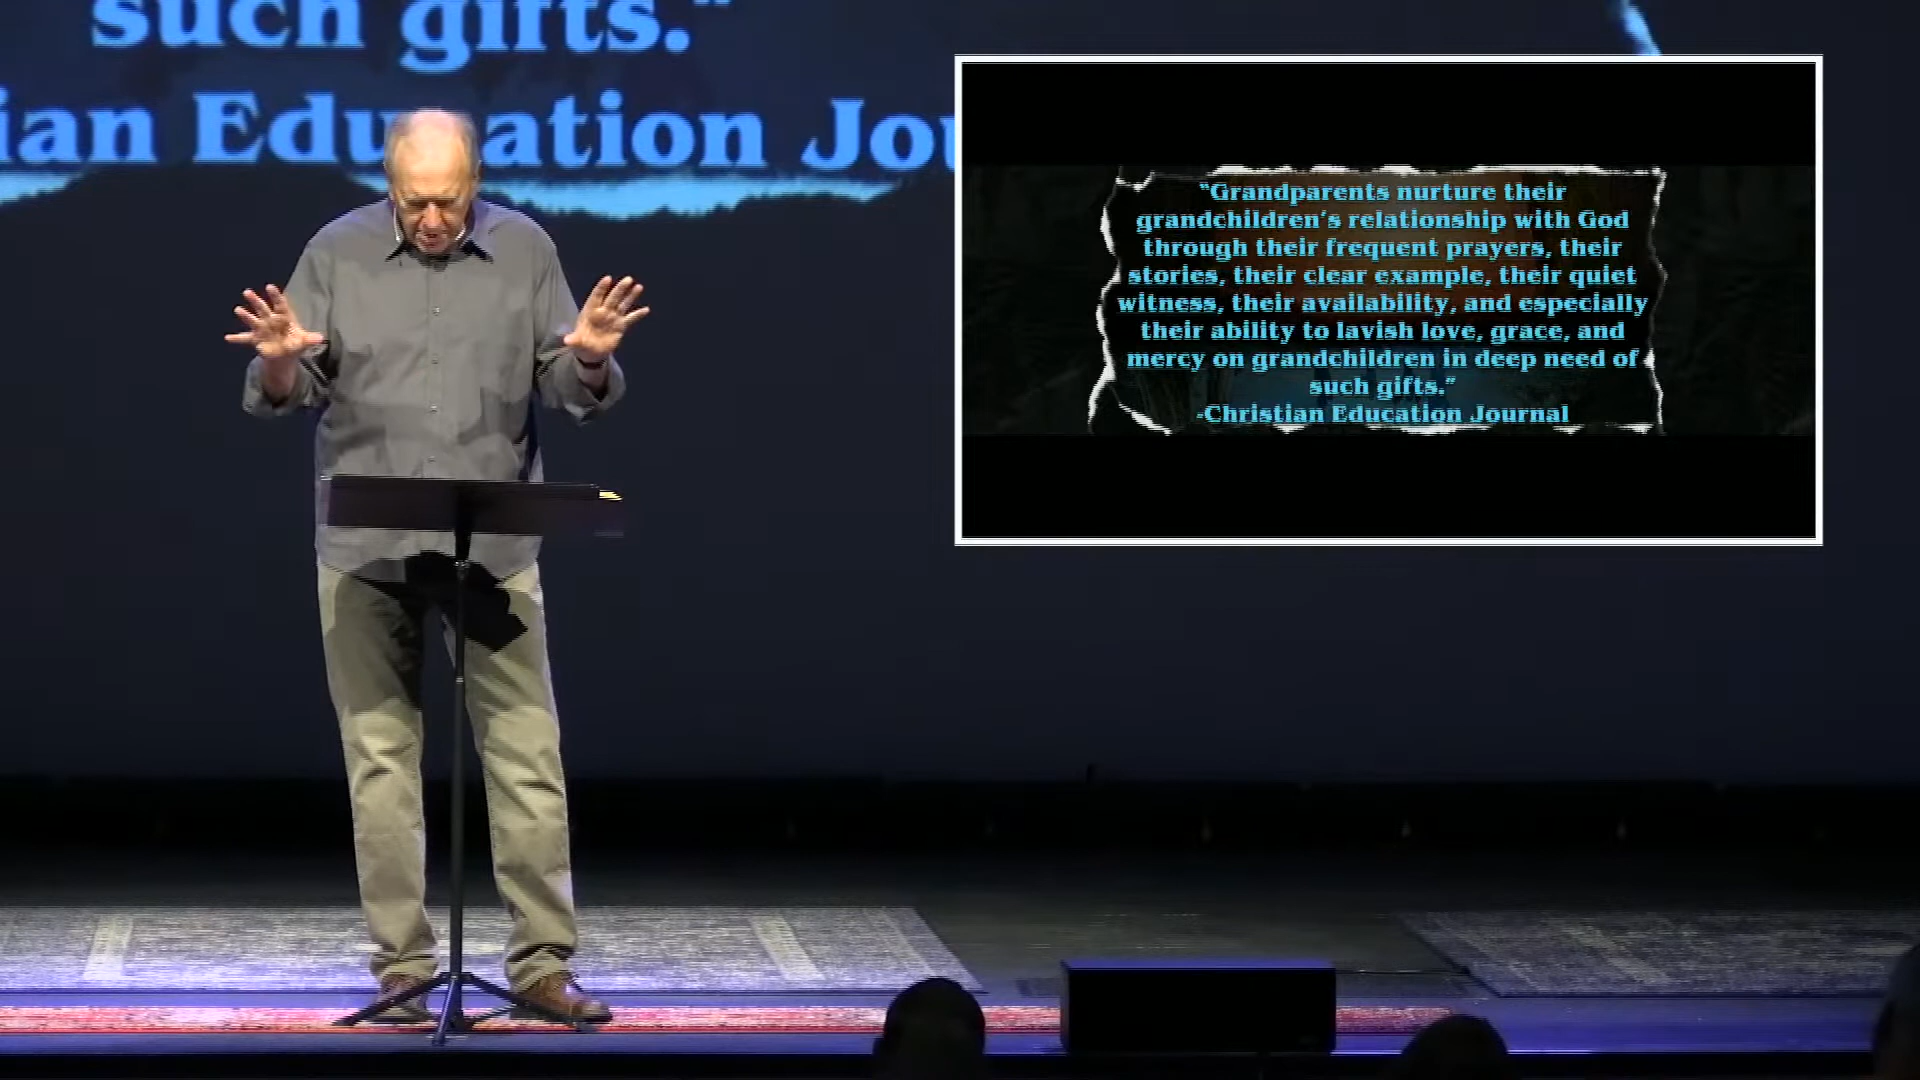 such gifts."
ian Education Jou
"Grandparents nurture their
grandchildren's relationship with God
through their frequent prayers, their
stories, their clear example, their quiet
witness, their availability, and especially
their ability to lavish love, grace, and
mercy on grandchildren in deep need of
such gifts."
-Christian Education Journal